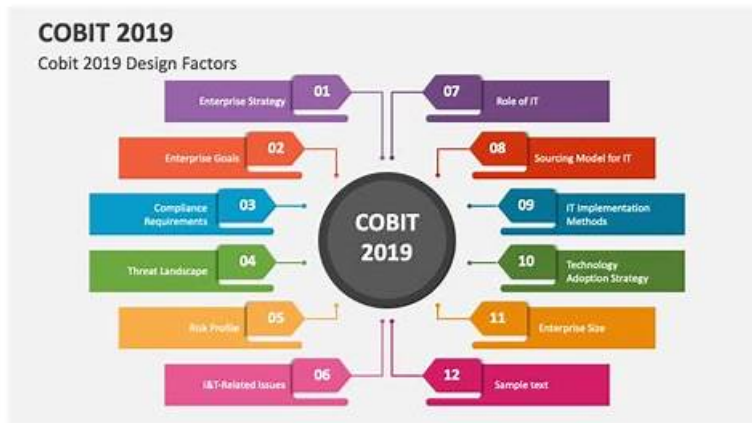 COBIT 2019
Cobit 2019 Design Factors
Enterprise Strategy
01
Enterprise Goals
02
Compliance
Requirements
03
Threat Landscape
04
Risk Profile
05
I&T-Related Issues
06
COBIT
2019
07
Role of IT
08
Sourcing Model for IT
09
IT Implementation
Methods
10
Technology
Adoption Strategy
11
Enterprise Size
12
Sample text